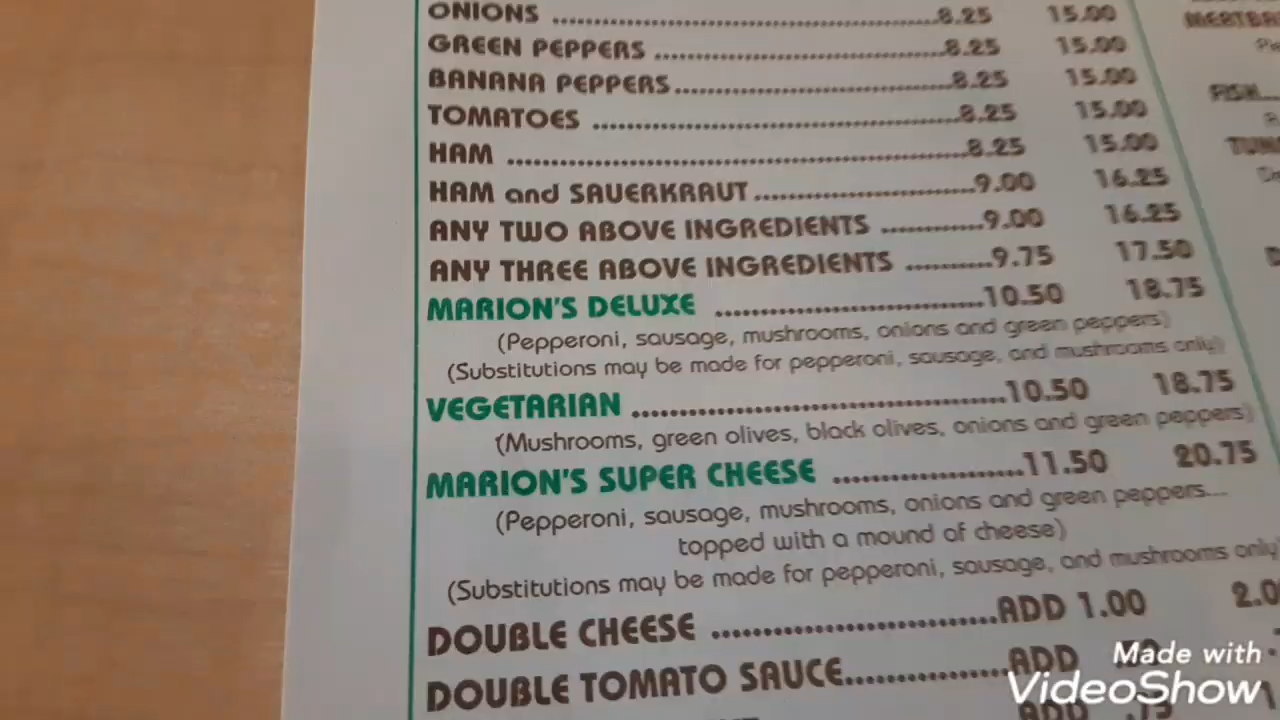 ONIONS ........8.25 15.00
GREEN PEPPERS ........8.25 15.00
BANANA PEPPERS........8.25 15.00
TOMATOES ........8.25 15.00
HAM ........8.25 15.00
HAM and SAUERKRAUT........9.00 16.25
ANY TWO ABOVE INGREDIENTS ........9.00 16.25
ANY THREE ABOVE INGREDIENTS ........9.75 17.50
MARION'S DELUXE ........10.50 18.75
(Pepperoni, sausage, mushrooms, onions and green peppers)
(Substitutions may be made for pepperoni, sausage, and mushrooms only)
VEGETARIAN ........10.50 18.75
(Mushrooms, green olives, black olives, onions and green peppers)
MARION'S SUPER CHEESE ........11.50 20.75
(Pepperoni, sausage, mushrooms, onions and green peppers...
topped with a mound of cheese)
(Substitutions may be made for pepperoni, sausage, and mushrooms only
DOUBLE CHEESE ........ADD 1.00 2.0
DOUBLE TOMATO SAUCE........ADD
ADD .75
FISH
Made with
VideoShow